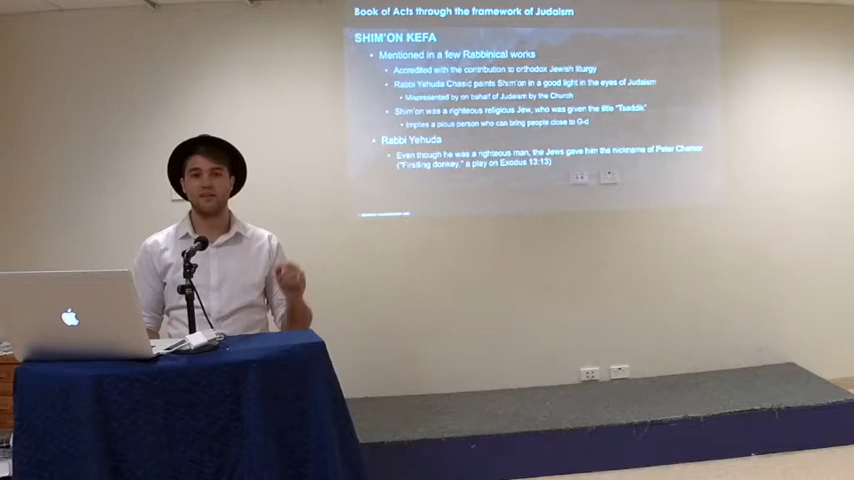 Book of Acts through the Framework of Judaism
SHIM'ON KEFA
• Mentioned in a few Rabbinical works
• Accredited with the contribution to orthodox Jewish liturgy
• Rabbi Yehuda Chasid paints Shim'on in a good light in the eyes of Judaism
• Misrepresented by on behalf of Judaism by the Church
• Shim'on was a righteous religious Jew, who was given the title "Tsaddik"
• Implies a pious person who can bring people close to G-d
• Rabbi Yehuda
• Even though he was righteous man, the Jews gave him the nickname of Peter Chamor
("Firstling donkey," a play on Exodus 13:13)